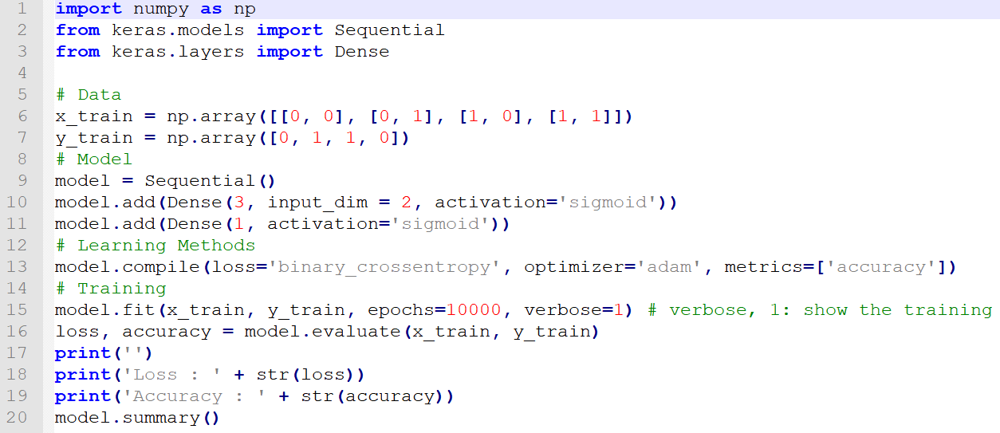 1 import numpy as np
2 from keras.models import Sequential
3 from keras.layers import Dense
4
5 # Data
6 x_train = np.array([[0, 0], [0, 1], [1, 0], [1, 1]])
7 y_train = np.array([0, 1, 1, 0])
8 # Model
9 model = Sequential()
10 model.add(Dense(3, input_dim = 2, activation='sigmoid'))
11 model.add(Dense(1, activation='sigmoid'))
12 # Learning Methods
13 model.compile(loss='binary_crossentropy', optimizer='adam', metrics=['accuracy'])
14 # Training
15 model.fit(x_train, y_train, epochs=10000, verbose=1) # verbose, 1: show the training
16 loss, accuracy = model.evaluate(x_train, y_train)
17 print('')
18 print('Loss : ' + str(loss))
19 print('Accuracy : ' + str(accuracy))
20 model.summary()